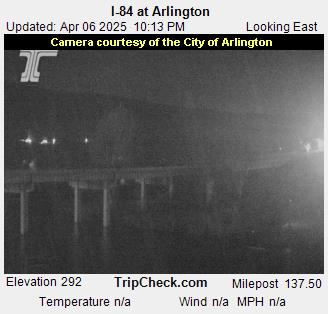 I-84 at Arlington
Updated: Apr 06 2025 10:13 PM Looking East
Camera courtesy of the City of Arlington
Elevation 292 TripCheck.com Milepost 137.50
Temperature n/a Wind n/a MPH n/a